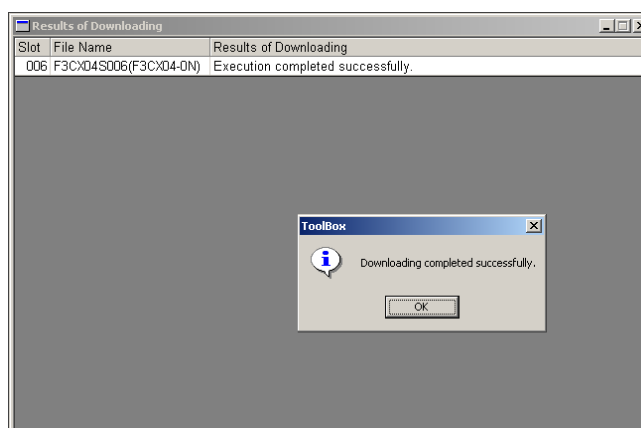 Results of Downloading
Slot File Name Results of Downloading
006 F3CX04S006(F3CX04-0N) Execution completed successfully.
ToolBox
Downloading completed successfully.
OK